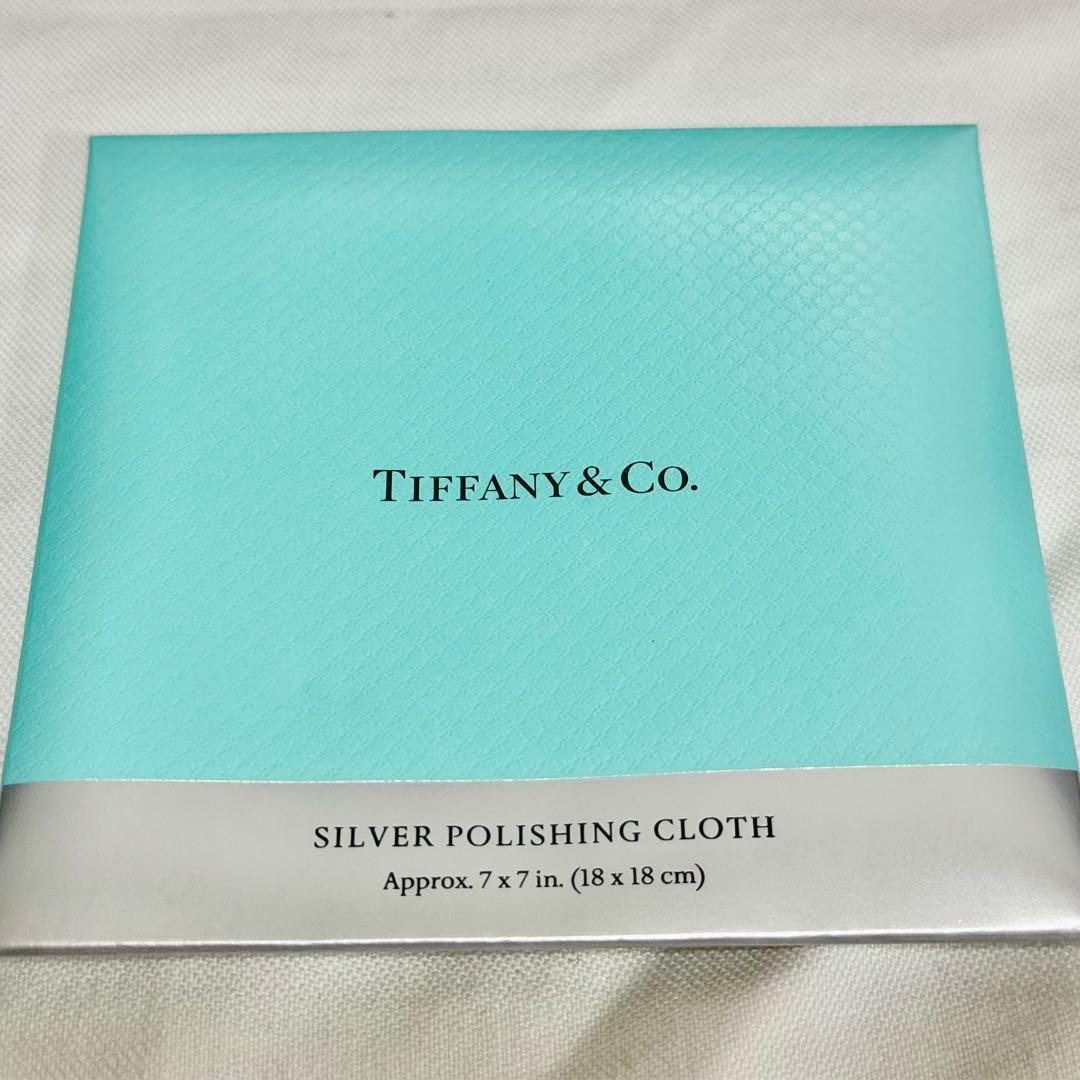 TIFFANY & CO.
SILVER POLISHING CLOTH
Approx. 7 x 7 in. (18 x 18 cm)